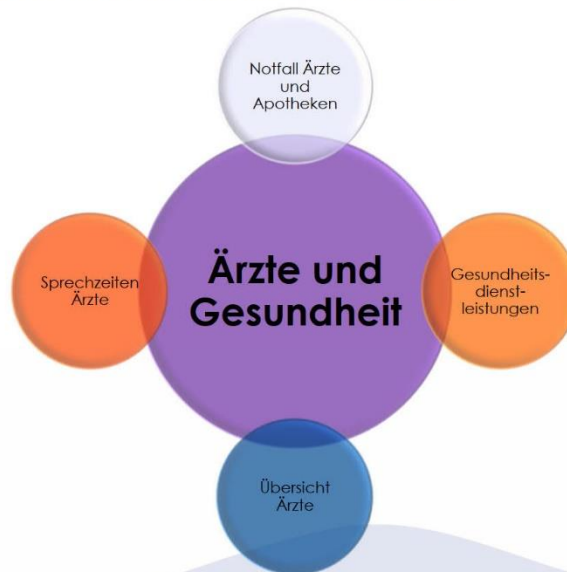 Notfall Ärzte
und
Apotheken
Sprechzeiten
Ärzte
Ärzte und
Gesundheit
Gesundheits-
dienst-
leistungen
Übersicht
Ärzte